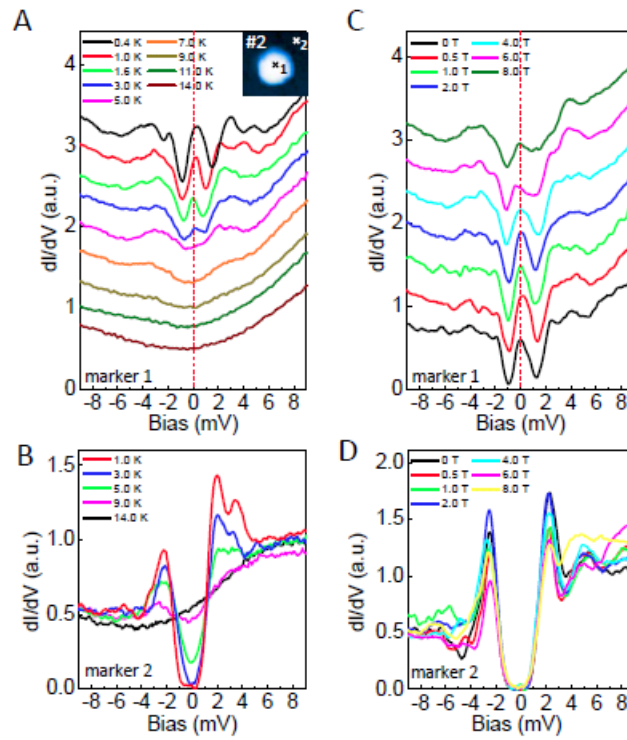 A
#2
×2
×1
0.4 K
1.0 K
1.6 K
3.0 K
5.0 K
7.0 K
9.0 K
11.0 K
14.0 K
4
3
2
1
0
dI/dV (a.u.)
marker 1
-8 -6 -4 -2 0 2 4 6 8
Bias (mV)
C
0 T
0.5 T
1.0 T
2.0 T
4.0 T
6.0 T
8.0 T
4
3
2
1
0
dI/dV (a.u.)
marker 1
-8 -6 -4 -2 0 2 4 6 8
Bias (mV)
B
1.0 K
3.0 K
5.0 K
9.0 K
14.0 K
1.5
1.0
0.5
0.0
dI/dV (a.u.)
marker 2
-8 -6 -4 -2 0 2 4 6 8
Bias (mV)
D
0 T
0.5 T
1.0 T
2.0 T
4.0 T
6.0 T
8.0 T
2.0
1.5
1.0
0.5
0.0
dI/dV (a.u.)
marker 2
-8 -6 -4 -2 0 2 4 6 8
Bias (mV)